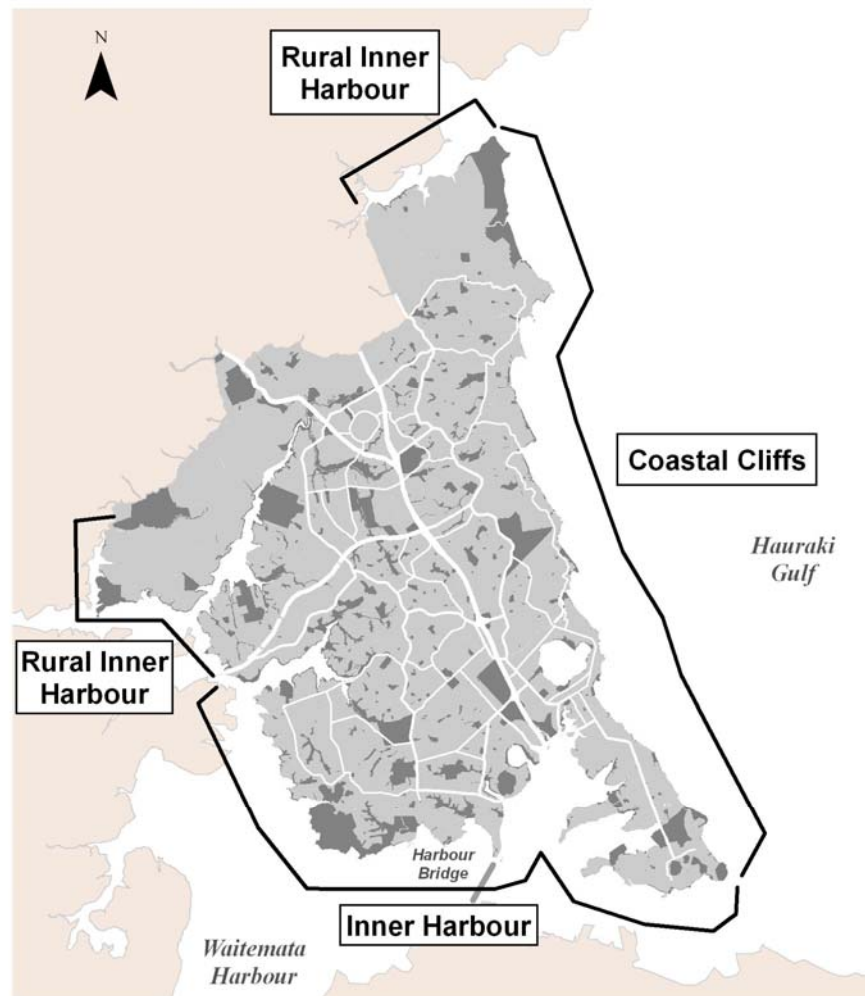 N
Rural Inner
Harbour
Coastal Cliffs
Hauraki
Gulf
Rural Inner
Harbour
Harbour
Bridge
Inner Harbour
Waitemata
Harbour